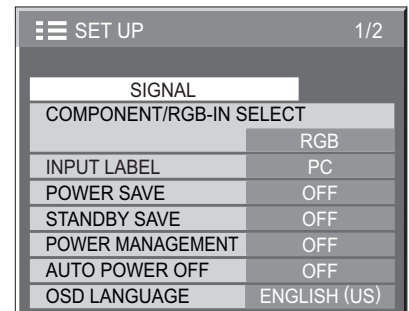 SET UP 1/2
SIGNAL
COMPONENT/RGB-IN SELECT
RGB
INPUT LABEL PC
POWER SAVE OFF
STANDBY SAVE OFF
POWER MANAGEMENT OFF
AUTO POWER OFF OFF
OSD LANGUAGE ENGLISH (US)